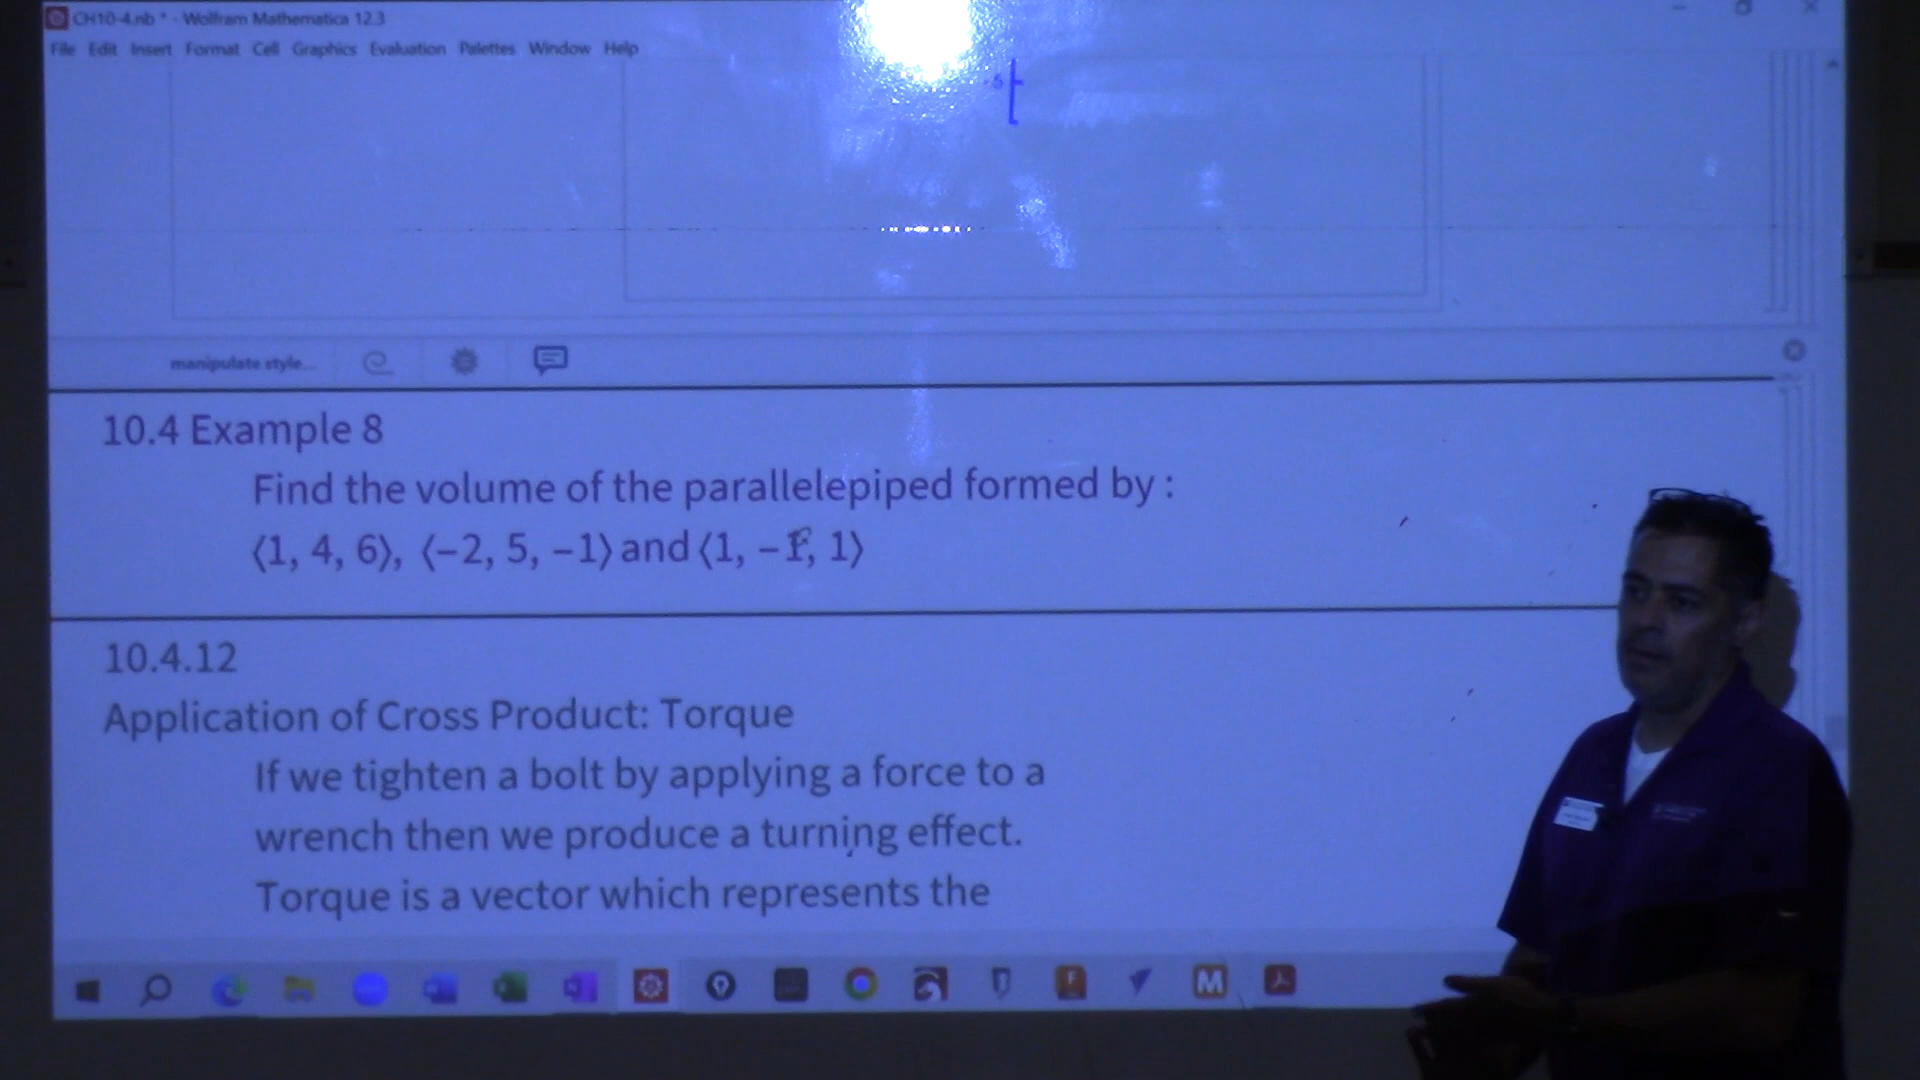 CH10-4.nb * - Wolfram Mathematica 12.3
File Edit Insert Format Cell Graphics Evaluation Palettes Window Help
-5
manipulate style...
10.4 Example 8
Find the volume of the parallelepiped formed by :
⟨1, 4, 6⟩, ⟨−2, 5, −1⟩ and ⟨1, − , 1⟩
10.4.12
Application of Cross Product: Torque
If we tighten a bolt by applying a force to a
wrench then we produce a turning effect.
Torque is a vector which represents the
F
M